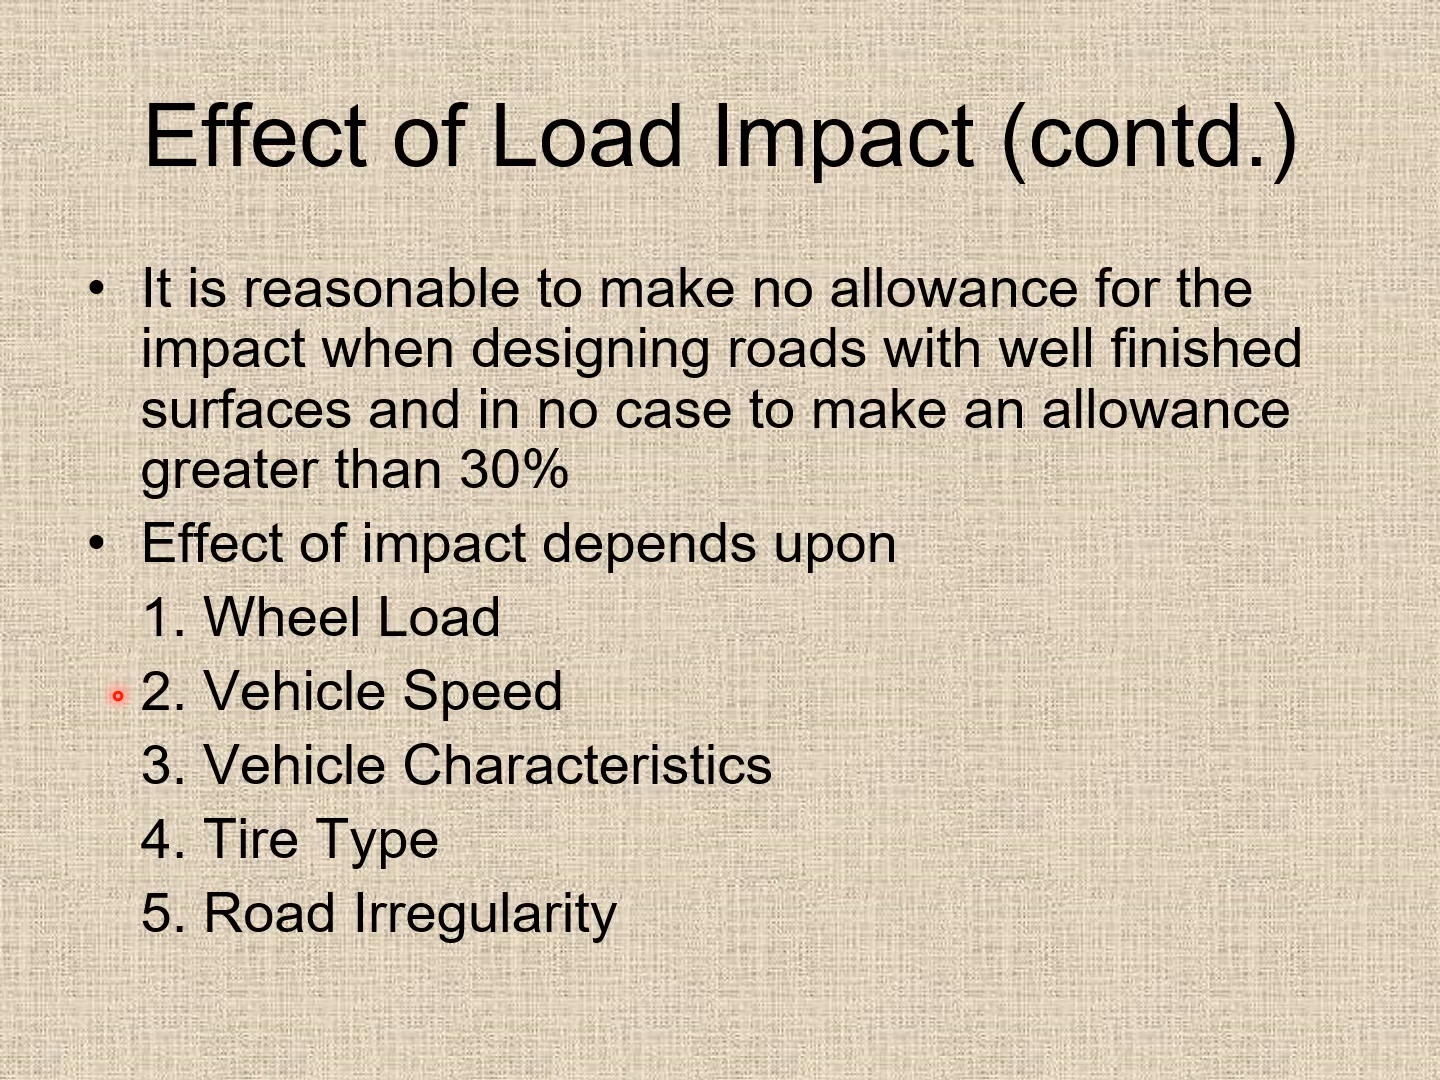 Effect of Load Impact (contd.)
• It is reasonable to make no allowance for the
impact when designing roads with well finished
surfaces and in no case to make an allowance
greater than 30%
• Effect of impact depends upon
1. Wheel Load
2. Vehicle Speed
3. Vehicle Characteristics
4. Tire Type
5. Road Irregularity